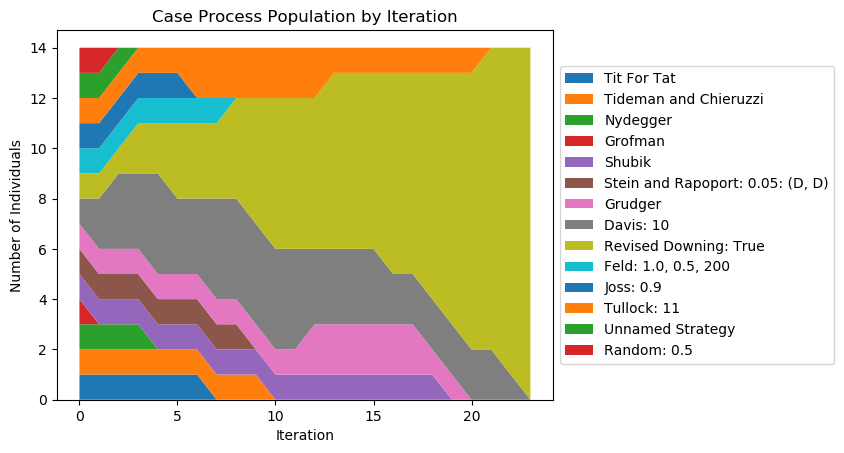 Case Process Population by Iteration
Number of Individuals
14
12
10
8
6
4
2
0
0 5 10 15 20
Iteration
Tit For Tat
Tideman and Chieruzzi
Nydegger
Grofman
Shubik
Stein and Rapoport: 0.05: (D, D)
Grudger
Davis: 10
Revised Downing: True
Feld: 1.0, 0.5, 200
Joss: 0.9
Tullock: 11
Unnamed Strategy
Random: 0.5